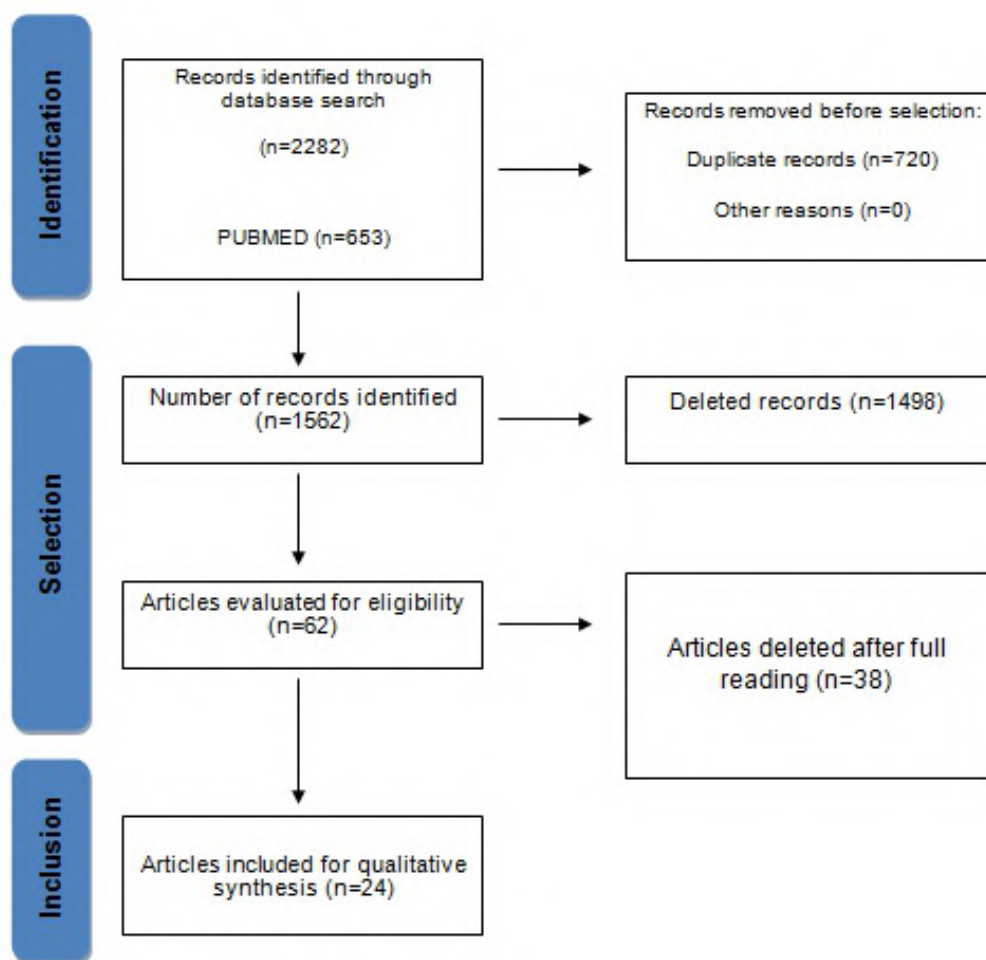 Identification
Records identified through
database search
(n=2282)
PUBMED (n=653)
Records removed before selection:
Duplicate records (n=720)
Other reasons (n=0)
Selection
Number of records identified
(n=1562)
Deleted records (n=1498)
Articles evaluated for eligibility
(n=62)
Articles deleted after full
reading (n=38)
Inclusion
Articles included for qualitative
synthesis (n=24)